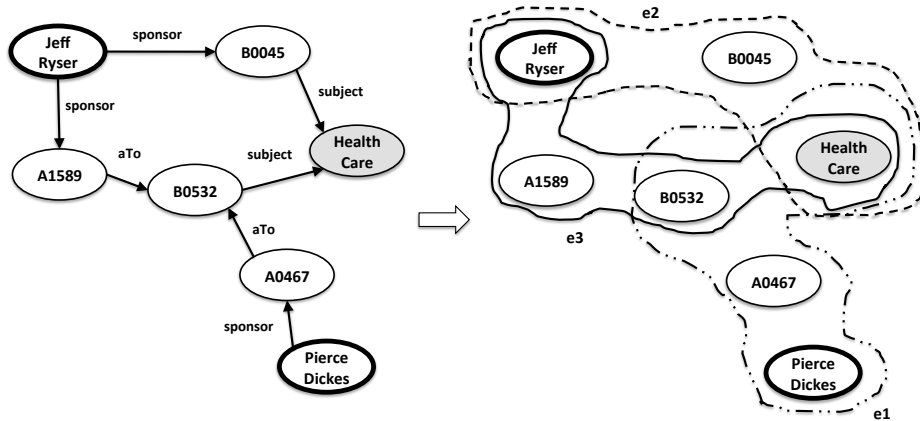 Jeff
Ryser
sponsor
B0045
sponsor
subject
Health
Care
A1589
aTo
B0532
subject
aTo
A0467
sponsor
Pierce
Dickes
e2
Jeff
Ryser
B0045
Health
Care
A1589
B0532
e3
A0467
Pierce
Dickes
e1